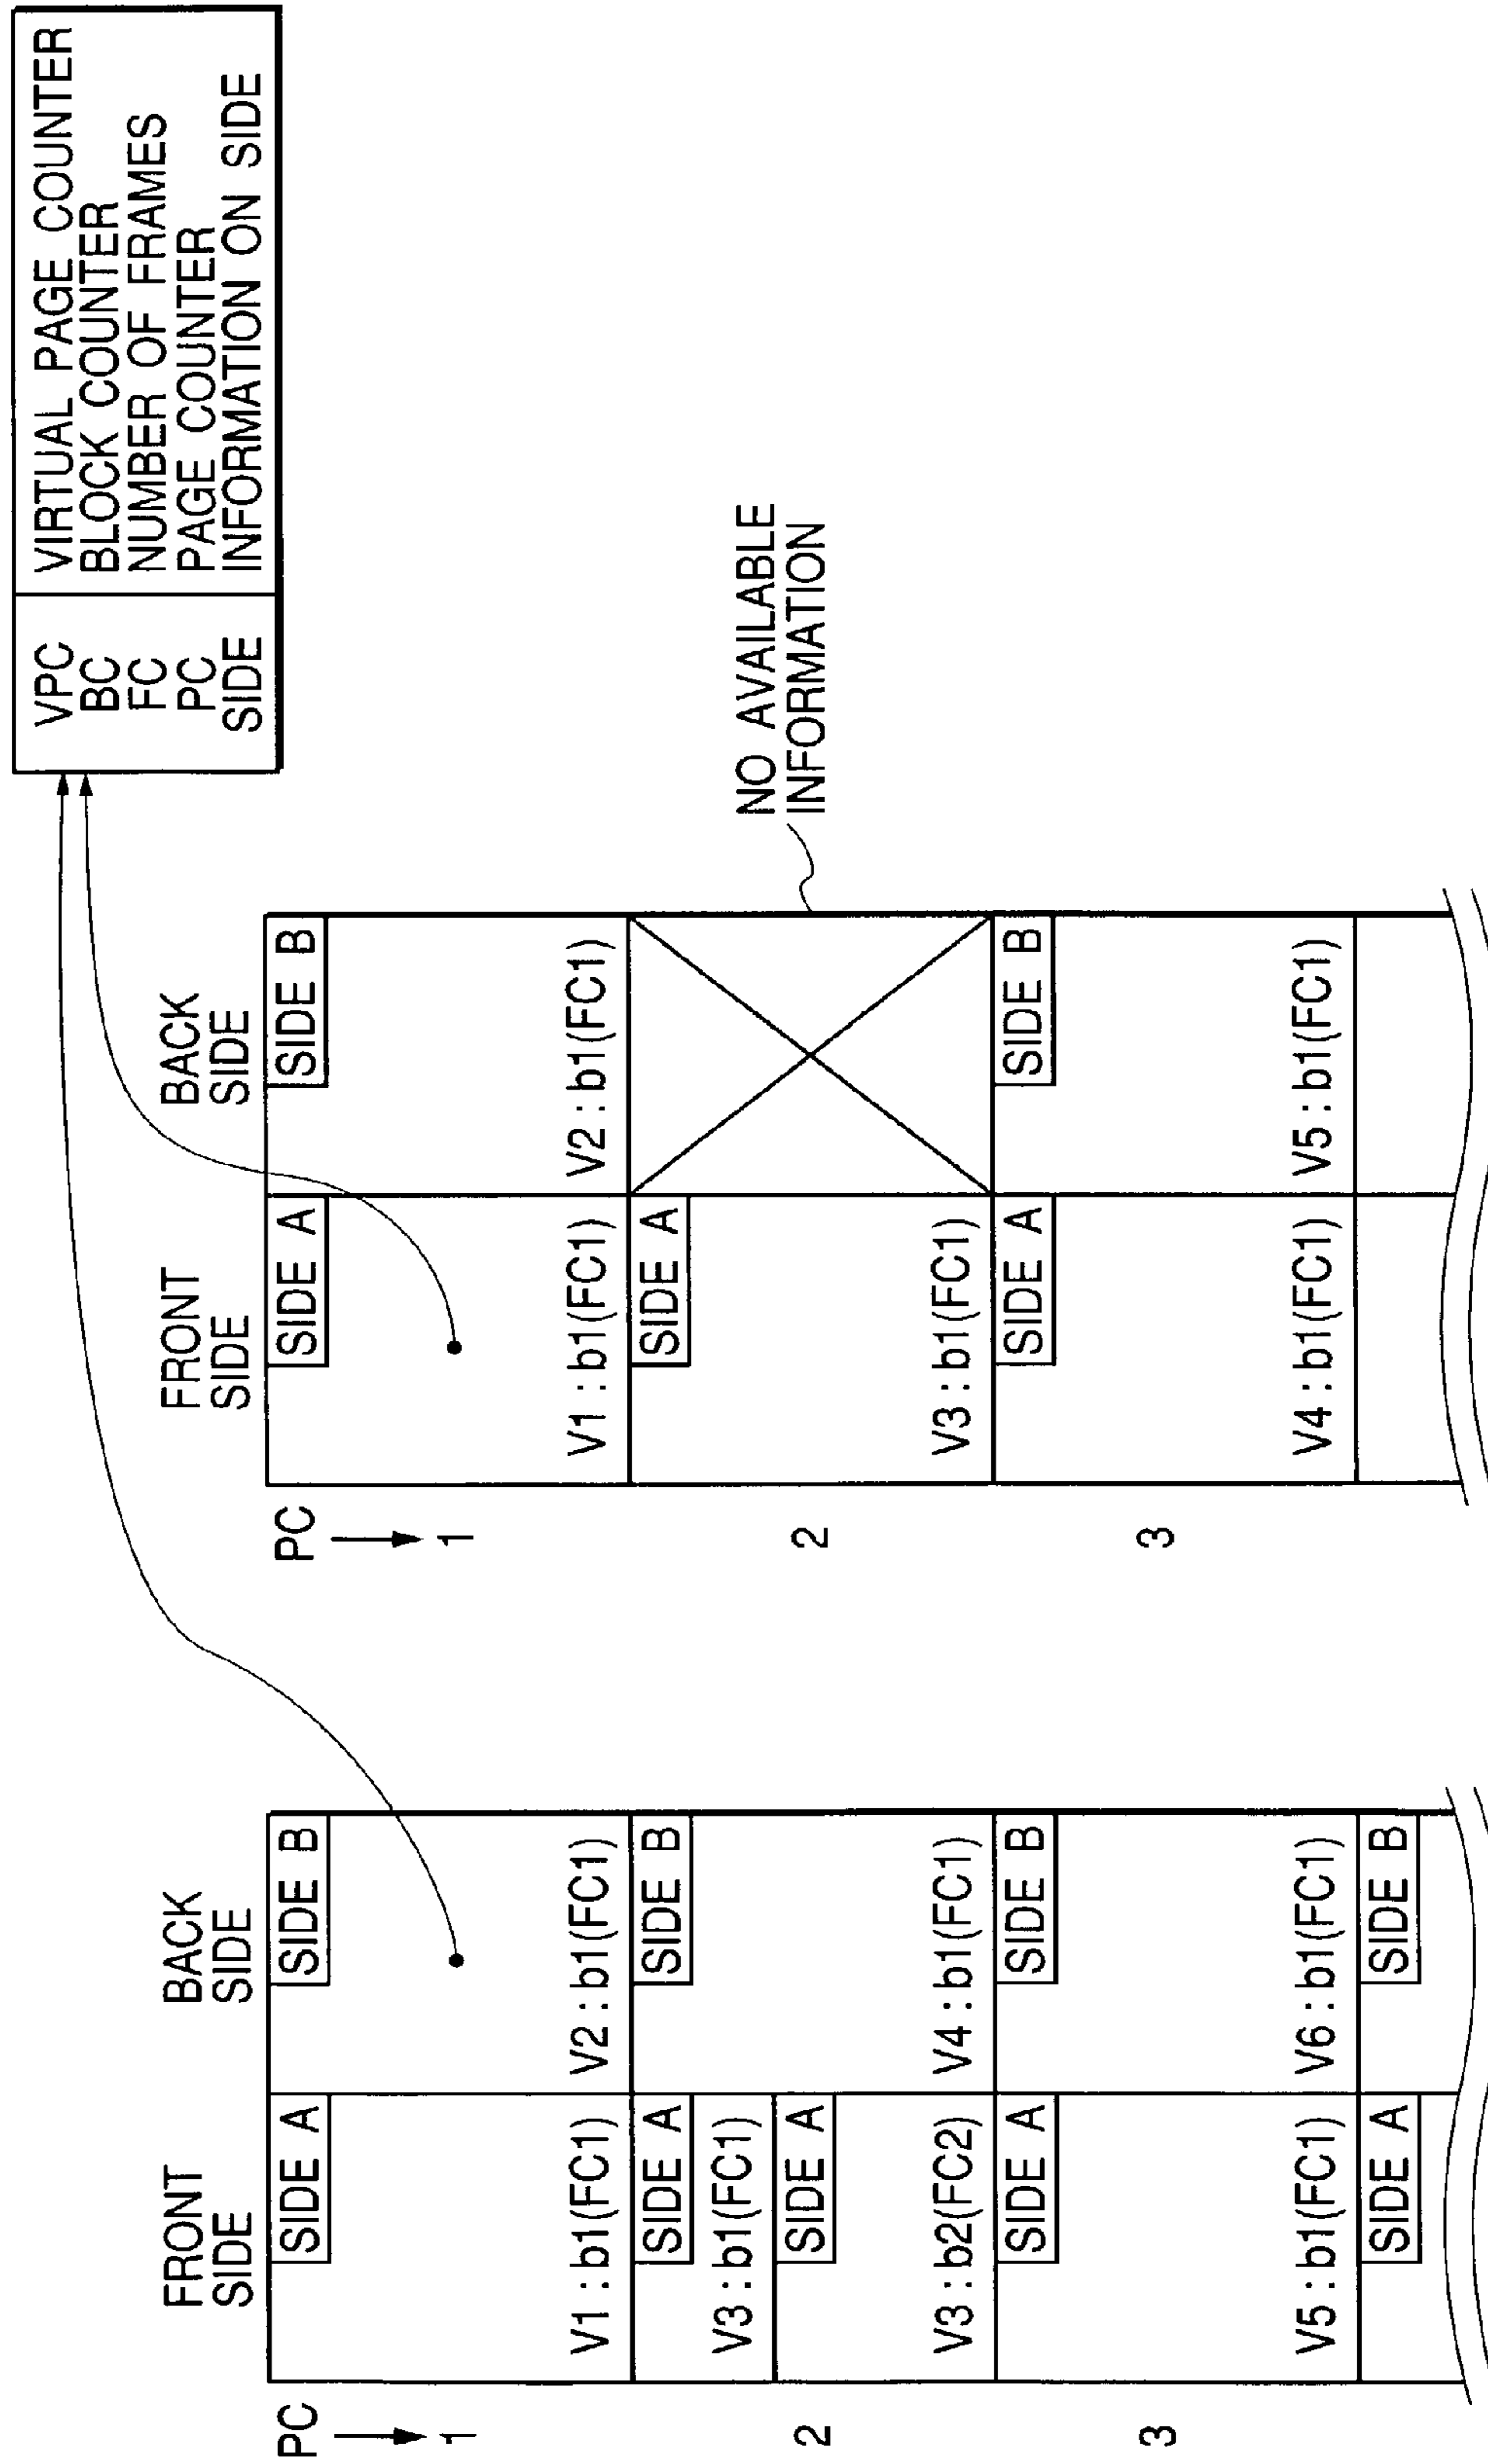 VPC VIRTUAL PAGE COUNTER
BC BLOCK COUNTER
FC NUMBER OF FRAMES
PC PAGE COUNTER
SIDE INFORMATION ON SIDE
FRONT
SIDE
BACK
SIDE
PC
1
SIDE A
SIDE B
V1 : b1(FC1)
V2 : b1(FC1)
2
SIDE A
SIDE B
V3 : b1(FC1)
SIDE A
V3 : b2(FC2)
V4 : b1(FC1)
3
SIDE A
SIDE B
V5 : b1(FC1)
V6 : b1(FC1)
SIDE A
SIDE B
FRONT
SIDE
BACK
SIDE
PC
1
SIDE A
SIDE B
V1 : b1(FC1)
V2 : b1(FC1)
2
SIDE A
V3 : b1(FC1)
NO AVAILABLE
INFORMATION
3
SIDE A
SIDE B
V4 : b1(FC1)
V5 : b1(FC1)